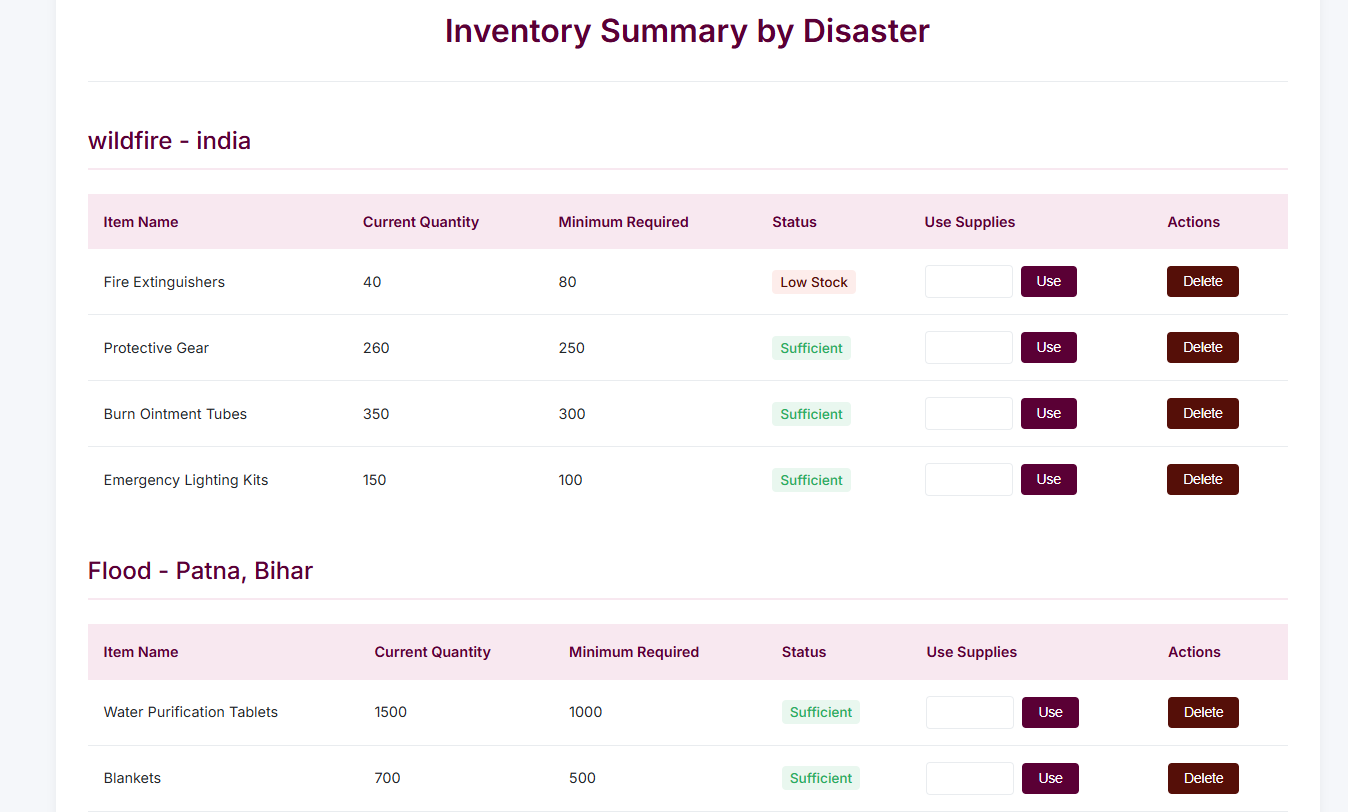 Inventory Summary by Disaster
wildfire - india
Item Name Current Quantity Minimum Required Status Use Supplies Actions
Fire Extinguishers 40 80 Low Stock Use Delete
Protective Gear 260 250 Sufficient Use Delete
Burn Ointment Tubes 350 300 Sufficient Use Delete
Emergency Lighting Kits 150 100 Sufficient Use Delete
Flood - Patna, Bihar
Item Name Current Quantity Minimum Required Status Use Supplies Actions
Water Purification Tablets 1500 1000 Sufficient Use Delete
Blankets 700 500 Sufficient Use Delete